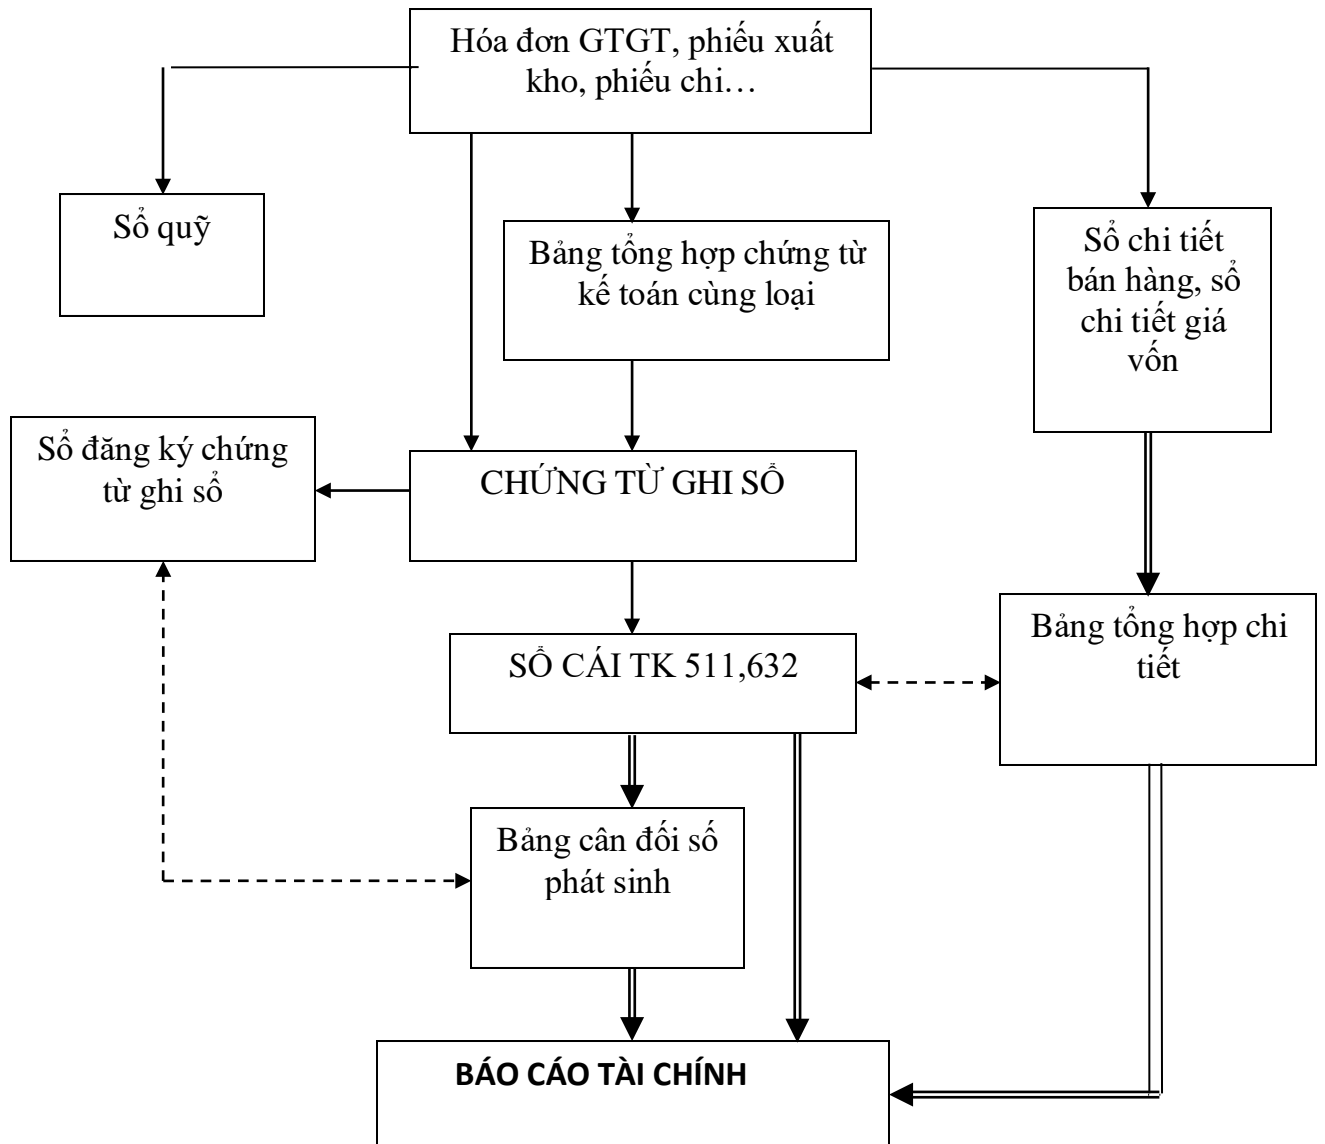 Hóa đơn GTGT, phiếu xuất
kho, phiếu chi…
Sổ quỹ
Bảng tổng hợp chứng từ
kế toán cùng loại
Sổ chi tiết
bán hàng, sổ
chi tiết giá
vốn
Sổ đăng ký chứng
từ ghi sổ
CHỨNG TỪ GHI SỔ
SỔ CÁI TK 511,632
Bảng tổng hợp chi
tiết
Bảng cân đối số
phát sinh
BÁO CÁO TÀI CHÍNH